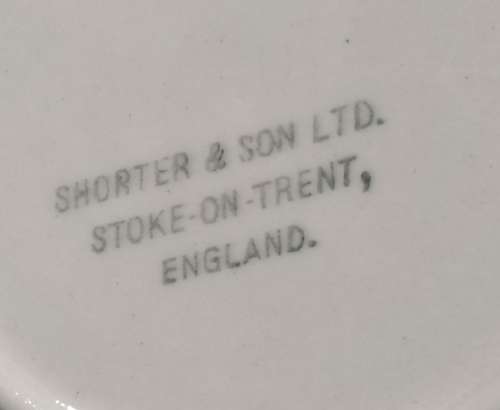 SHORTER & SON LTD.
STOKE-ON-TRENT,
ENGLAND.